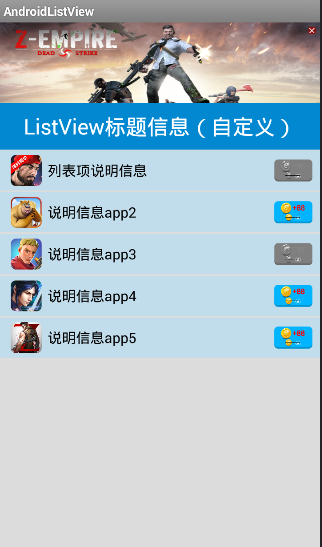 AndroidListView
Z-EMPIRE
DEAD STRIKE
ListView标题信息（自定义）
列表项说明信息
说明信息app2
+88
说明信息app3
说明信息app4
+88
说明信息app5
+88